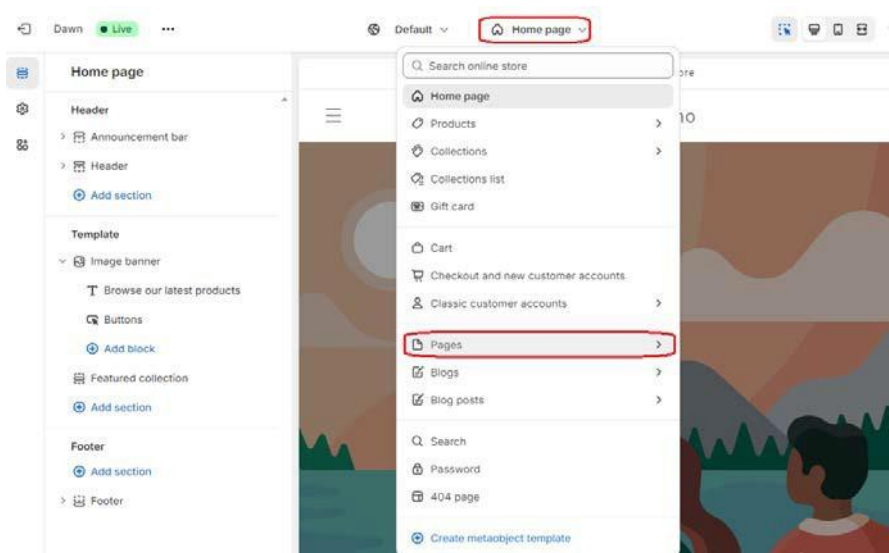 Dawn
Live
Default
Home page
Home page
Header
Announcement bar
Header
Add section
Template
Image banner
Browse our latest products
Buttons
Add block
Featured collection
Add section
Footer
Add section
Footer
Search online store
Home page
Products
Collections
Collections list
Gift card
Cart
Checkout and new customer accounts
Classic customer accounts
Pages
Blogs
Blog posts
Search
Password
404 page
Create metaobject template